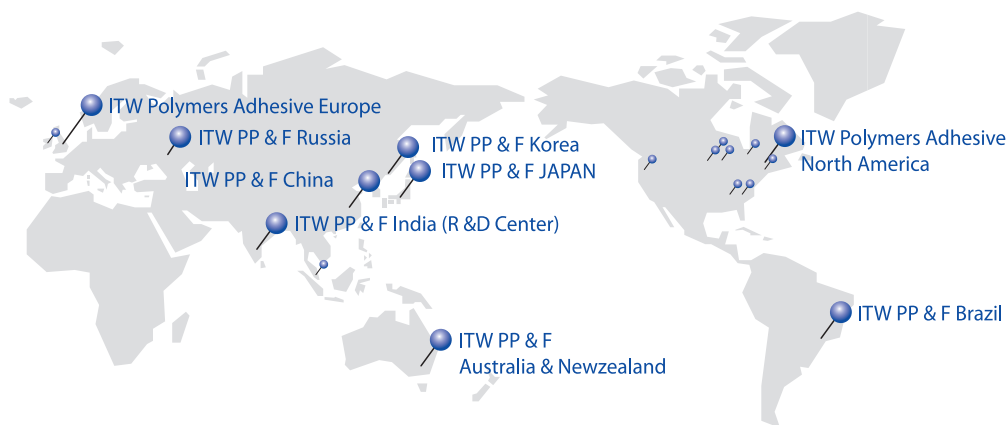 ITW Polymers Adhesive Europe
ITW PP & F Russia
ITW PP & F Korea
ITW PP & F JAPAN
ITW PP & F China
ITW PP & F India (R &D Center)
ITW PP & F
Australia & Newzealand
ITW Polymers Adhesive
North America
ITW PP & F Brazil